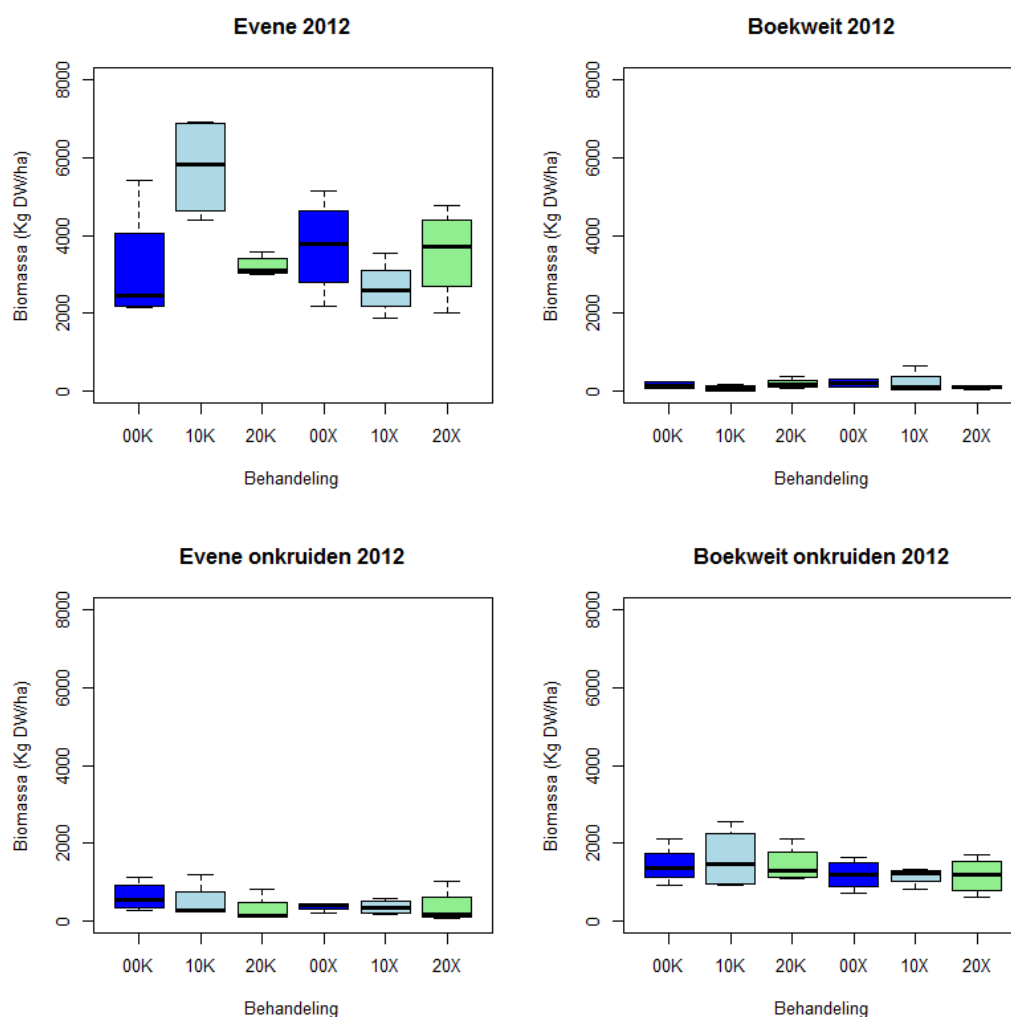 Evene 2012
Biomassa (Kg DW/ha)
8000
6000
4000
2000
0
00K 10K 20K 00X 10X 20X
Behandeling
Boekweit 2012
Biomassa (Kg DW/ha)
8000
6000
4000
2000
0
00K 10K 20K 00X 10X 20X
Behandeling
Evene onkruiden 2012
Biomassa (Kg DW/ha)
8000
6000
4000
2000
0
00K 10K 20K 00X 10X 20X
Behandeling
Boekweit onkruiden 2012
Biomassa (Kg DW/ha)
8000
6000
4000
2000
0
00K 10K 20K 00X 10X 20X
Behandeling